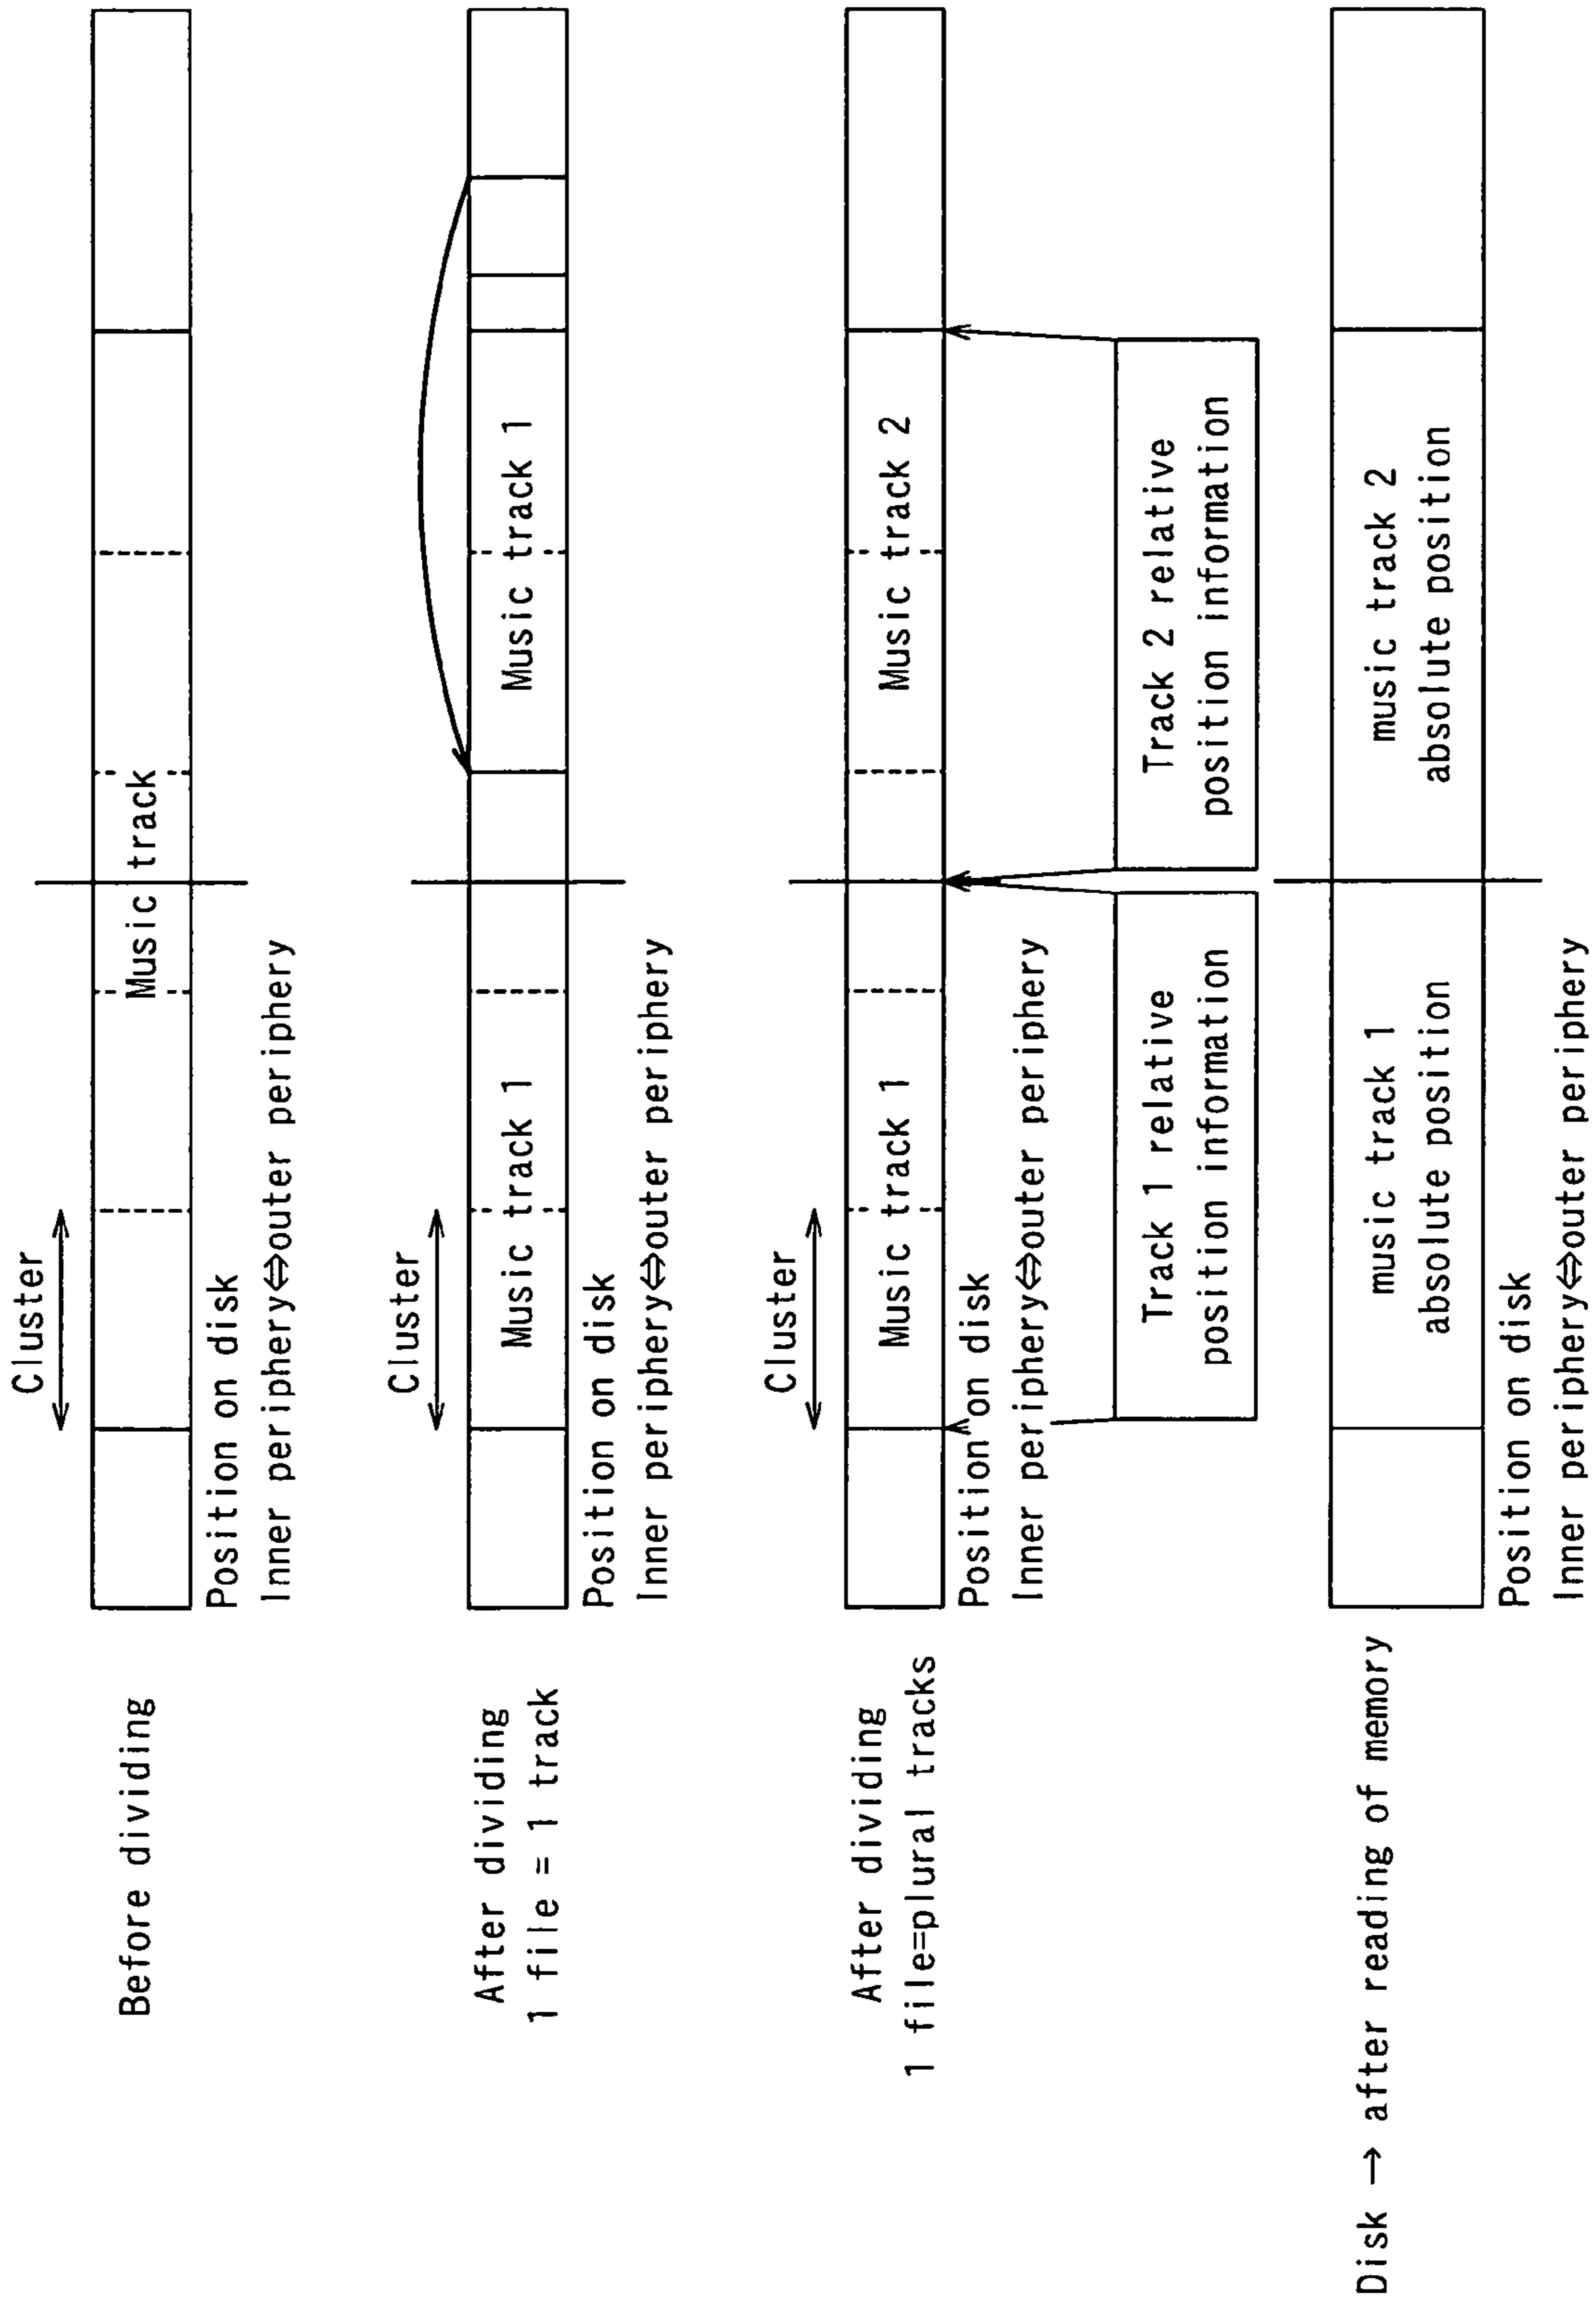 Before dividing
Cluster
Music track
Position on disk
Inner periphery⇔outer periphery
After dividing
1 file = 1 track
Cluster
Music track 1
Music track 1
Position on disk
Inner periphery⇔outer periphery
After dividing
1 file=plural tracks
Cluster
Music track 1
Music track 2
Position on disk
Inner periphery⇔outer periphery
Track 1 relative
position information
Track 2 relative
position information
Disk → after reading of memory
music track 1
absolute position
music track 2
absolute position
Position on disk
Inner periphery⇔outer periphery